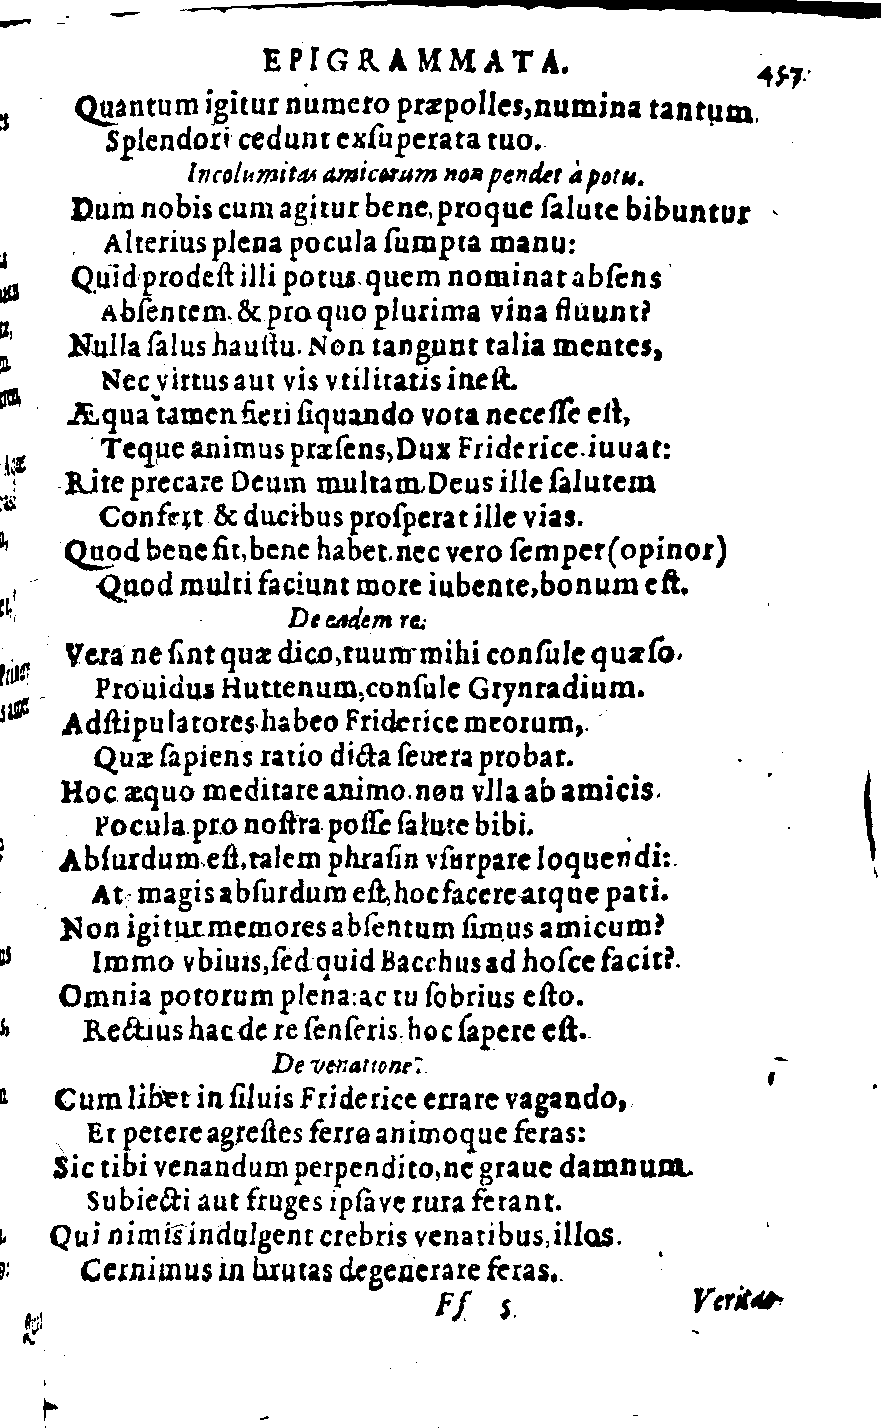 EPIGRAMMATA. 457
Quantum igitur numero præpolles, numina tantum
Splendori cedunt exſuperata tuo.
Incolumitas amicorum non pendet à potu.
Dum nobis cum agitur bene, proque ſalute bibuntur
Alterius plena pocula ſumpta manu:
Quid prodeſt illi potus, quem nominat abſens
Abſentem, & pro quo plurima vina fluunt?
Nulla ſalus hauſtu. Non tangunt talia mentes,
Nec virtus aut vis vtilitatis ineſt.
Æqua tamen fieri ſiquando vota neceſſe eſt,
Teque animus præſens, Dux Friderice, iuuat:
Rite precare Deum multam, Deus ille ſalutem
Confert & ducibus proſperat ille vias.
Quod bene fit, bene habet, nec vero ſemper (opinor)
Quod multi faciunt more iubente, bonum eſt.
De eadem re.
Vera ne ſint quæ dico, tuum mihi conſule quæſo.
Prouidus Huttenum, conſule Grynradium.
Adſtipulatores habeo Friderice meorum,
Quæ ſapiens ratio dicta ſeuera probat.
Hoc æquo meditare animo, non vlla ab amicis
Pocula pro noſtra poſſe ſalute bibi.
Abſurdum eſt, talem phraſin vſurpare loquendi:
At magis abſurdum eſt, hoc facere atque pati.
Non igitur memores abſentum ſimus amicum?
Immo vbiuis, ſed quid Bacchus ad hoſce facit?
Omnia potorum plena: ac tu ſobrius eſto.
Rectius hac de re ſenſeris, hoc ſapere eſt.
De venatione.
Cum libet in ſiluis Friderice errare vagando,
Et petere agreſtes ferro animoque feras:
Sic tibi venandum perpendito, ne graue damnum
Subiecti aut fruges ipſave rura ferant.
Qui nimis indulgent crebris venatibus, illos
Cernimus in brutas degenerare feras.
Ff 5 Veritas